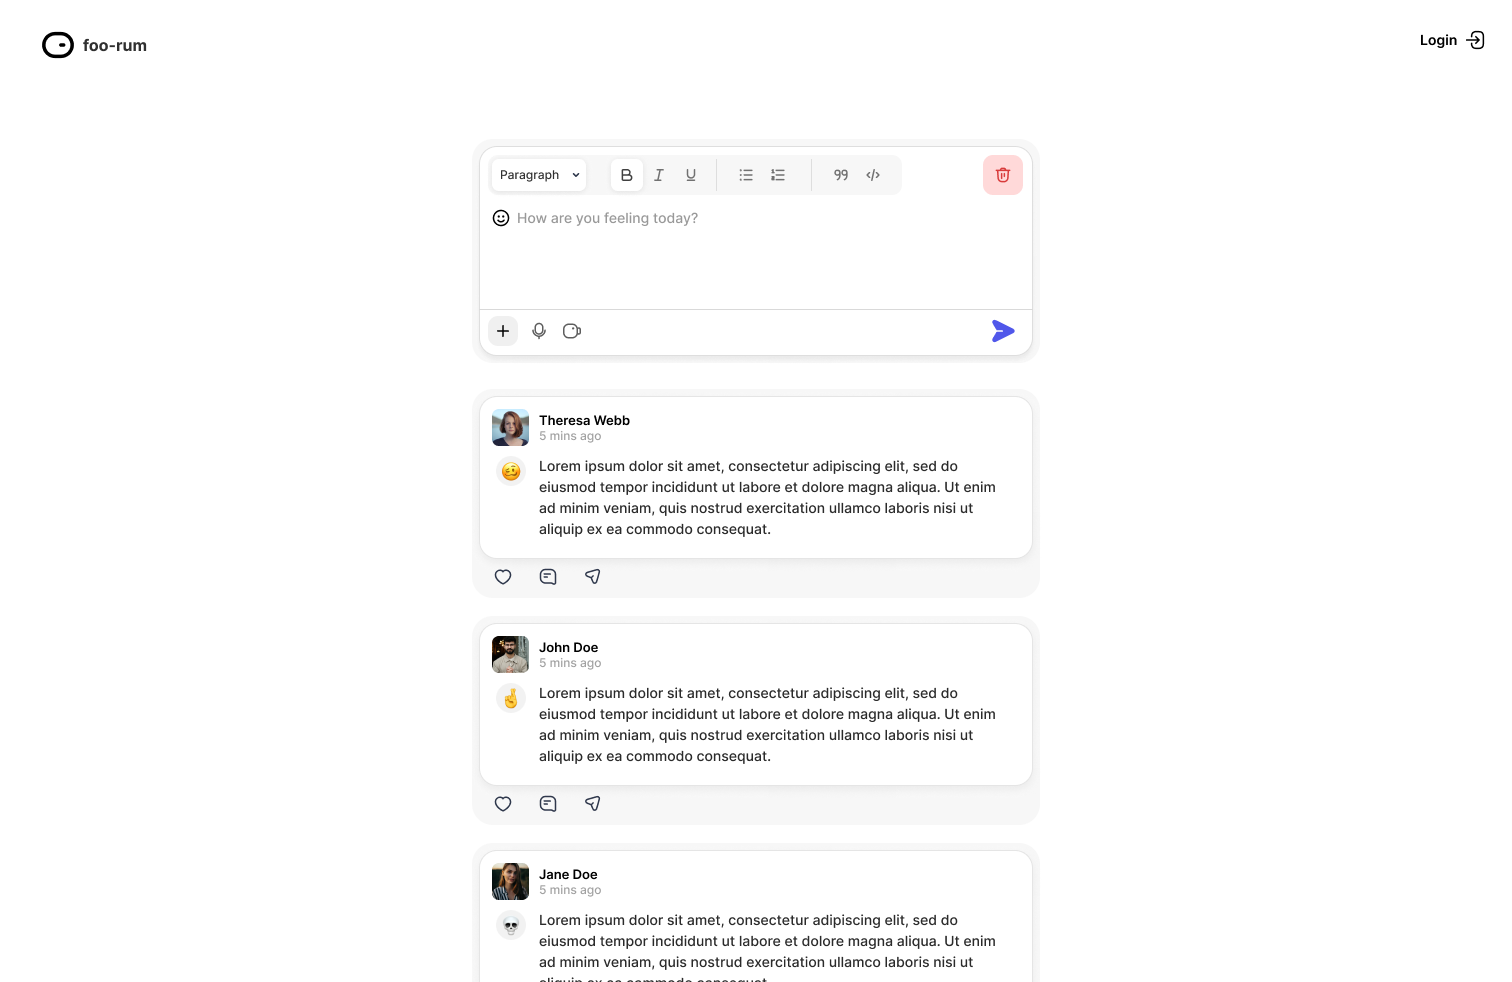 foo-rum
Login
Paragraph
B I U
How are you feeling today?
Theresa Webb
5 mins ago
Lorem ipsum dolor sit amet, consectetur adipiscing elit, sed do
eiusmod tempor incididunt ut labore et dolore magna aliqua. Ut enim
ad minim veniam, quis nostrud exercitation ullamco laboris nisi ut
aliquip ex ea commodo consequat.
John Doe
5 mins ago
Lorem ipsum dolor sit amet, consectetur adipiscing elit, sed do
eiusmod tempor incididunt ut labore et dolore magna aliqua. Ut enim
ad minim veniam, quis nostrud exercitation ullamco laboris nisi ut
aliquip ex ea commodo consequat.
Jane Doe
5 mins ago
Lorem ipsum dolor sit amet, consectetur adipiscing elit, sed do
eiusmod tempor incididunt ut labore et dolore magna aliqua. Ut enim
ad minim veniam, quis nostrud exercitation ullamco laboris nisi ut
aliquip ex ea commodo consequat.